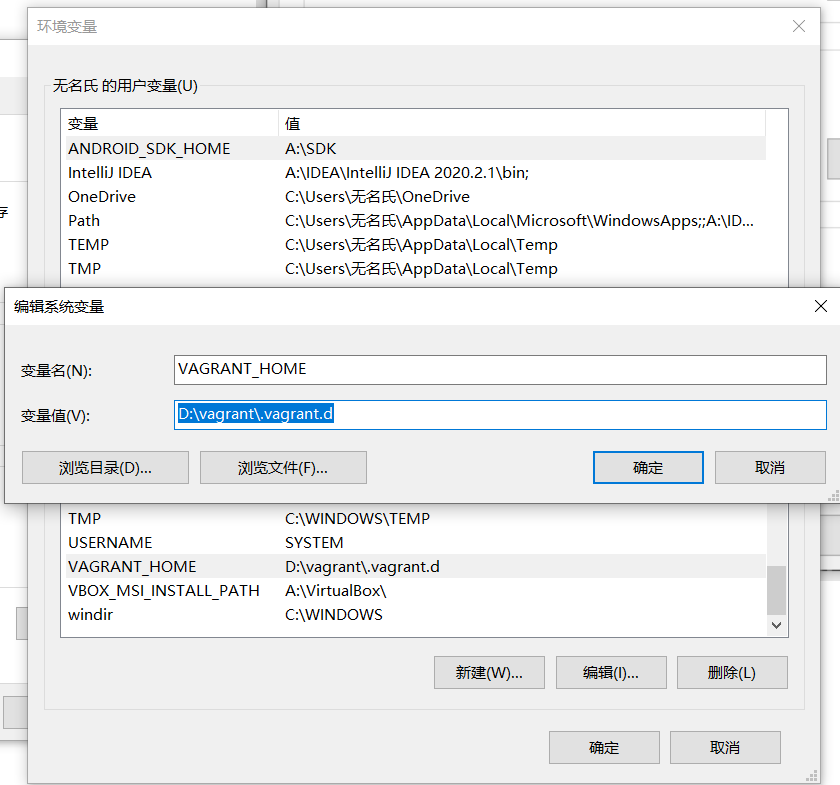 环境变量
无名氏 的用户变量(U)
变量 值
ANDROID_SDK_HOME A:\SDK
IntelliJ IDEA A:\IDEA\IntelliJ IDEA 2020.2.1\bin;
OneDrive C:\Users\无名氏\OneDrive
存
Path C:\Users\无名氏\AppData\Local\Microsoft\WindowsApps;;A:\ID...
TEMP C:\Users\无名氏\AppData\Local\Temp
TMP C:\Users\无名氏\AppData\Local\Temp
编辑系统变量
变量名(N): VAGRANT_HOME
变量值(V): D:\vagrant\.vagrant.d
浏览目录(D)... 浏览文件(F)... 确定 取消
TMP C:\WINDOWS\TEMP
USERNAME SYSTEM
VAGRANT_HOME D:\vagrant\.vagrant.d
VBOX_MSI_INSTALL_PATH A:\VirtualBox\
windir C:\WINDOWS
新建(W)... 编辑(I)... 删除(L)
确定 取消